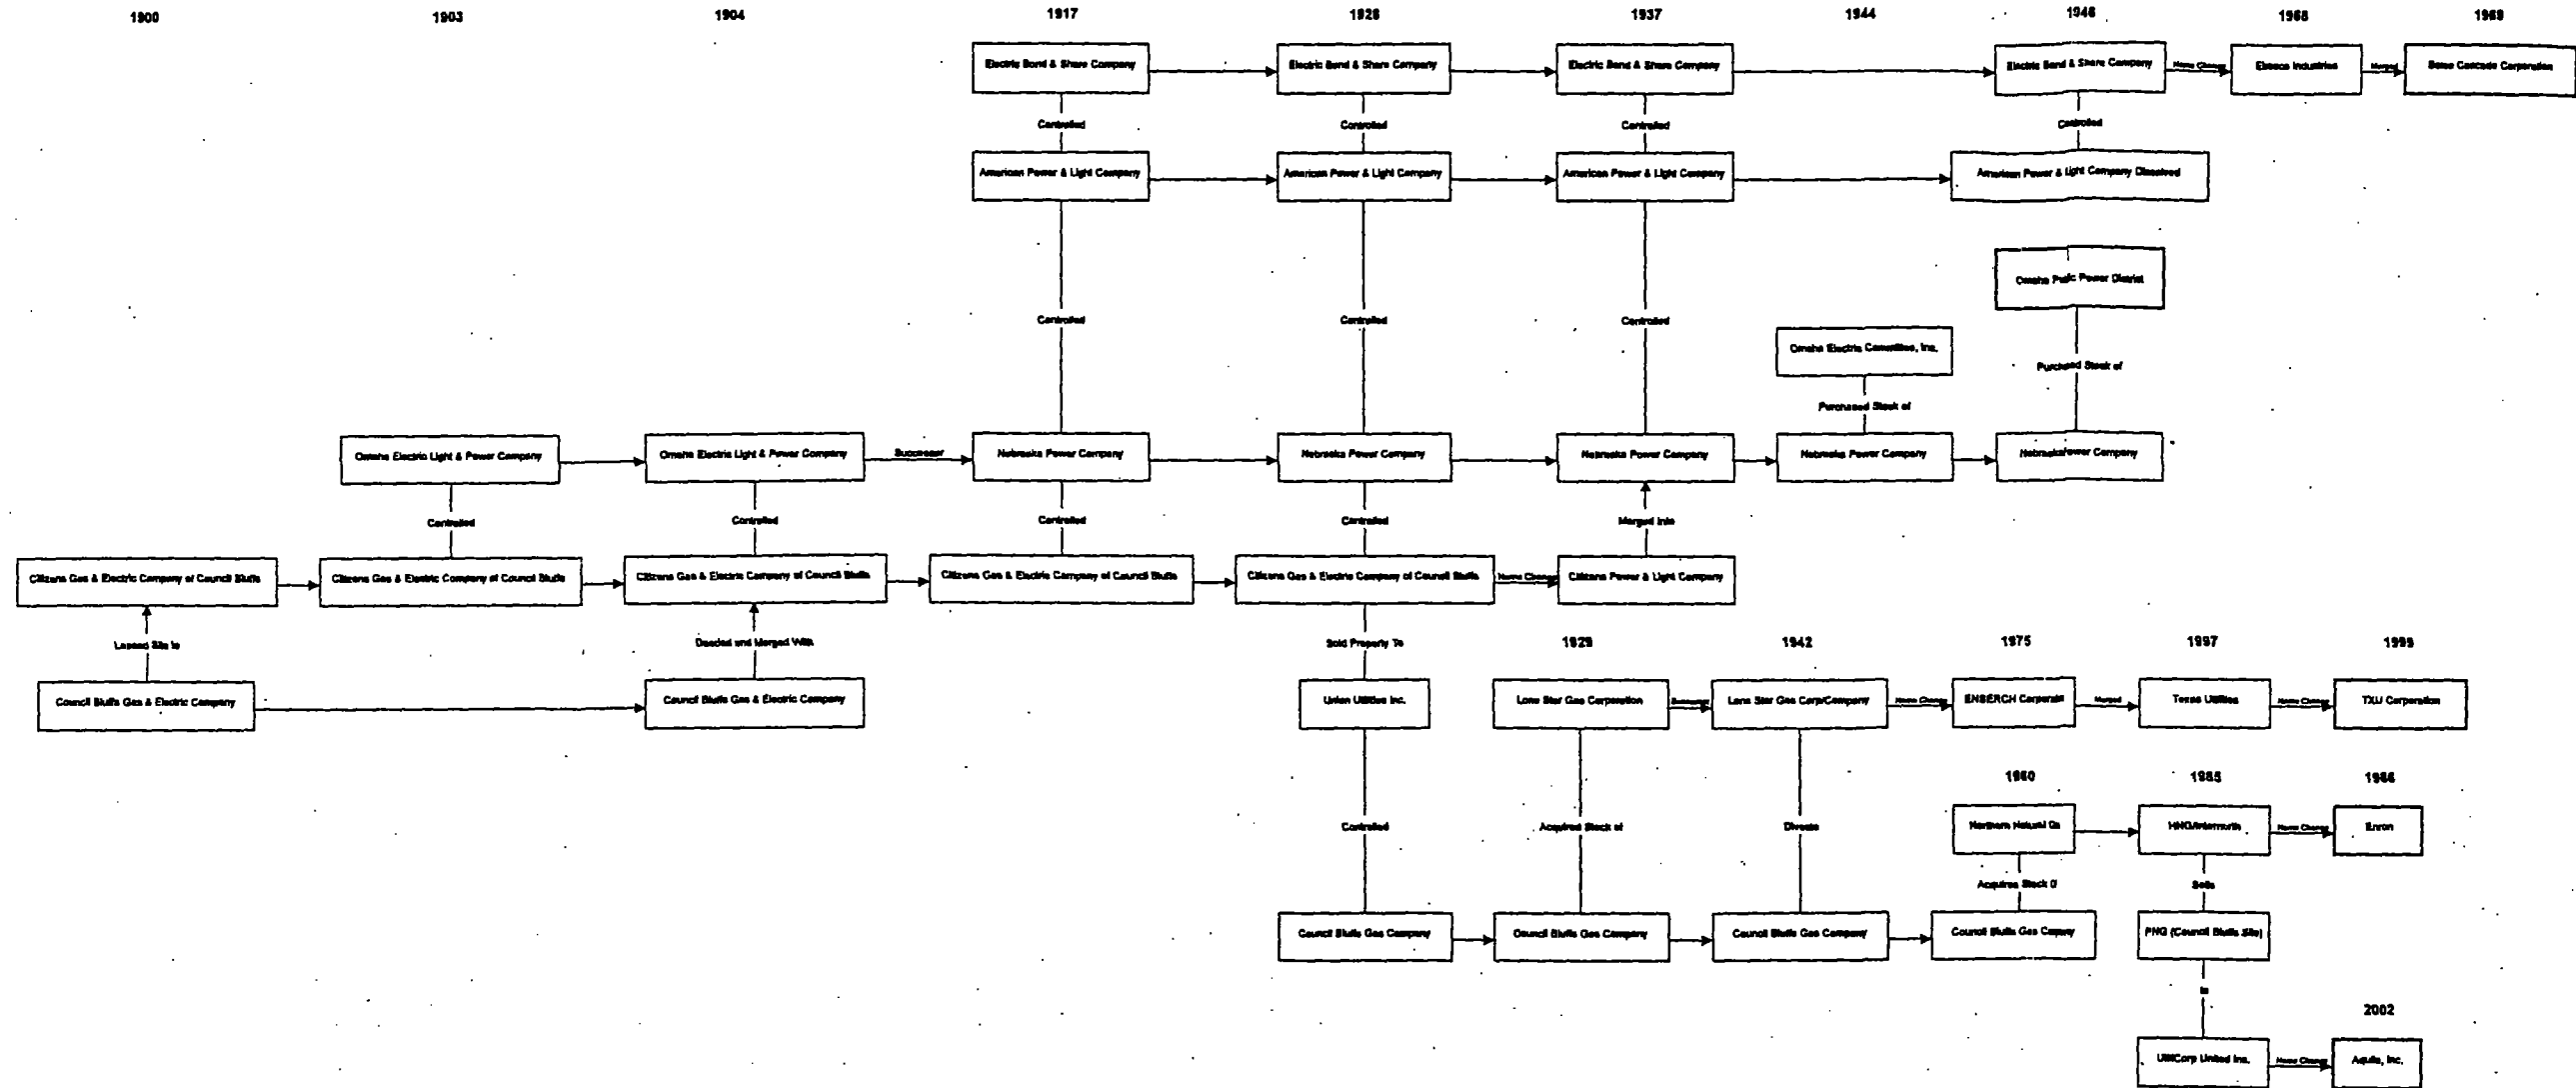 1900 1903 1904 1917 1928 1937 1944 1946 1968 1969
Electric Bond & Share Company Electric Bond & Share Company Electric Bond & Share Company Electric Bond & Share Company Name Change Ebasco Industries Merged Boise Cascade Corporation
Controlled Controlled Controlled Controlled
American Power & Light Company American Power & Light Company American Power & Light Company American Power & Light Company Dissolved
Omaha Public Power District
Controlled Controlled Controlled
Omaha Electric Committee, Inc.
Purchased Stock of
Purchased Stock of
Omaha Electric Light & Power Company Omaha Electric Light & Power Company Successor Nebraska Power Company Nebraska Power Company Nebraska Power Company Nebraska Power Company Nebraska Power Company
Controlled Controlled Controlled Controlled Merged Into
Citizens Gas & Electric Company of Council Bluffs Citizens Gas & Electric Company of Council Bluffs Citizens Gas & Electric Company of Council Bluffs Citizens Gas & Electric Company of Council Bluffs Citizens Gas & Electric Company of Council Bluffs Name Change Citizens Power & Light Company
Leased Site to Deeded and Merged With Sold Property To 1929 1942 1975 1997 1999
Council Bluffs Gas & Electric Company Council Bluffs Gas & Electric Company Union Utilities Inc. Lone Star Gas Corporation Successor Lone Star Gas Corp/Company Name Change ENSERCH Corporati Merged Texas Utilities Name Change TXU Corporation
1960 1985 1986
Controlled Acquired Stock of Divests Northern Natural Ga HNG/Internorth Name Change Enron
Acquires Stock O Sells
Council Bluffs Gas Company Council Bluffs Gas Company Council Bluffs Gas Company Council Bluffs Gas Copany PNG (Council Bluffs Site)
to
2002
UtiliCorp United Inc. Name Change Aquila, Inc.